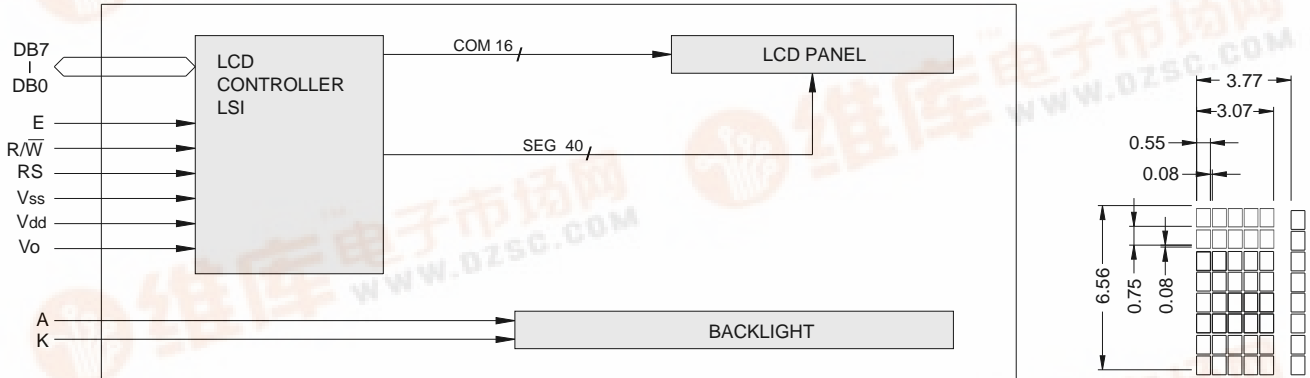 DB7
DB0
E
R/W̅
RS
Vss
Vdd
Vo
A
K
LCD
CONTROLLER
LSI
COM 16
SEG 40
LCD PANEL
BACKLIGHT
3.77
3.07
0.55
0.08
6.56
0.75
0.08
维库电子市场网
WWW.DZSC.COM
维库电子市场网
WWW.DZSC.COM